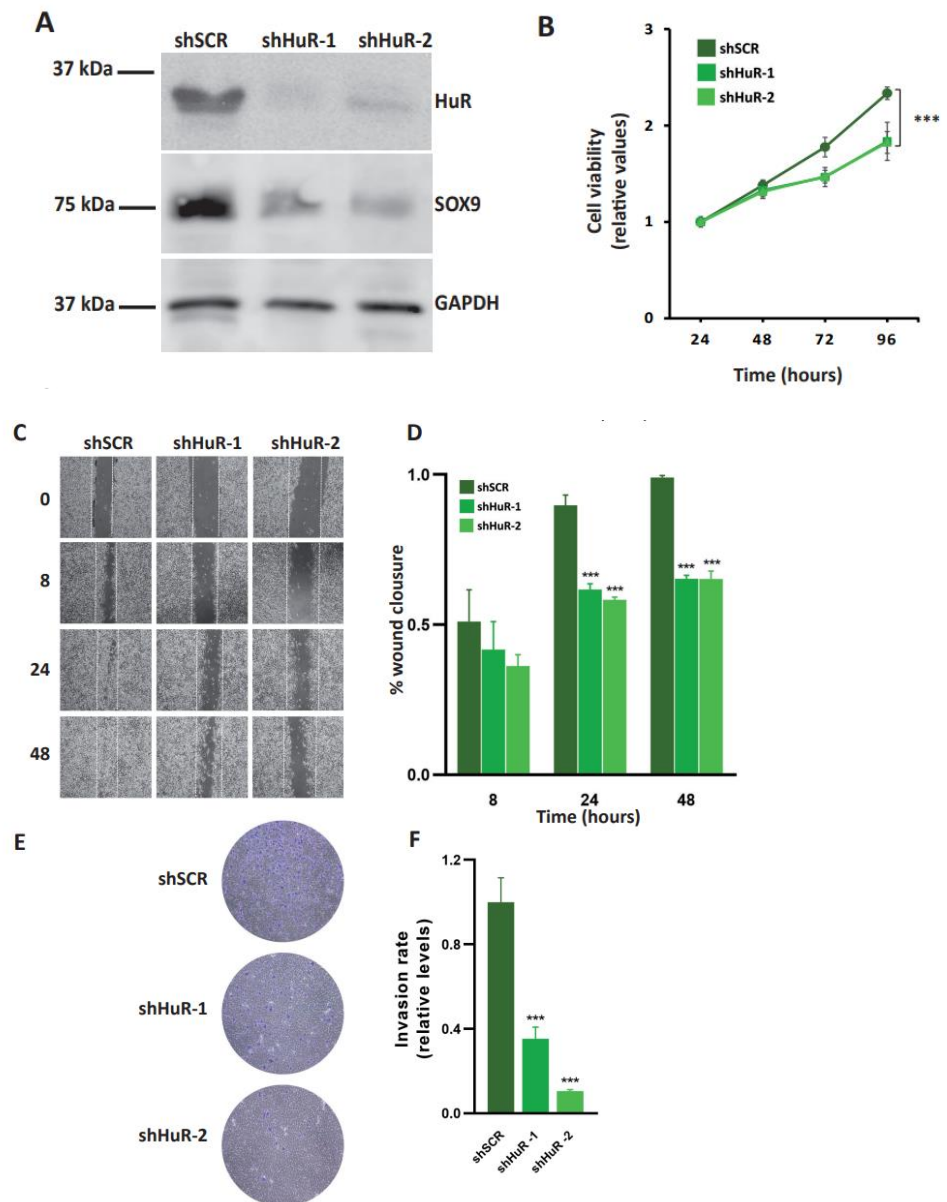 A
shSCR shHuR-1 shHuR-2
37 kDa
HuR
75 kDa
SOX9
37 kDa
GAPDH
B
3
2
1
0
Cell viability
(relative values)
shSCR
shHuR-1
shHuR-2
***
24 48 72 96
Time (hours)
C
shSCR shHuR-1 shHuR-2
0
8
24
48
D
1.0
0.5
0.0
% wound clousure
shSCR
shHuR-1
shHuR-2
*** ***
*** ***
8 24 48
Time (hours)
E
shSCR
shHuR-1
shHuR-2
F
1.2
0.8
0.4
0.0
Invasion rate
(relative levels)
***
***
shSCR
shHuR -1
shHuR -2